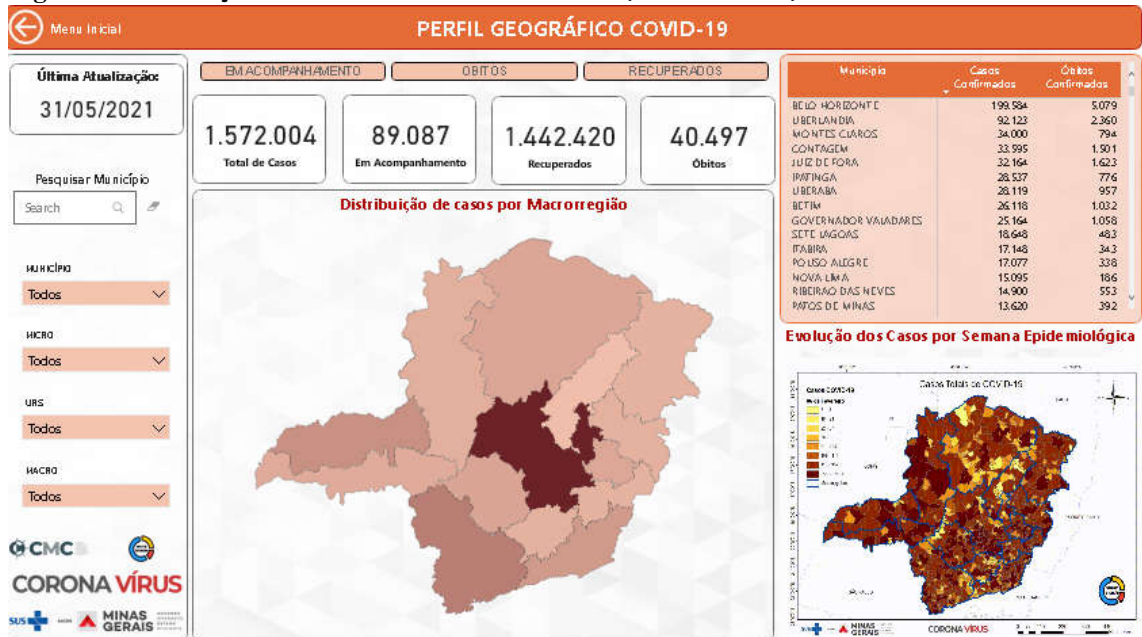 Menu Inicial
PERFIL GEOGRÁFICO COVID-19
Última Atualização:
31/05/2021
Pesquisar Município
Search
MUNICÍPIO
Todos
MICRO
Todos
URS
Todos
MACRO
Todos
CMC
CORONA VÍRUS
SUS
MINAS
GERAIS
EM ACOMPANHAMENTO
OBITOS
RECUPERADOS
1.572.004
Total de Casos
89.087
Em Acompanhamento
1.442.420
Recuperados
40.497
Óbitos
Distribuição de casos por Macrorregião
Município Casos Confirmados Óbitos Confirmados
BELO HORIZONTE 199.584 5.079
UBERLANDIA 92.123 2.360
MONTES CLAROS 34.000 794
CONTAGEM 33.595 1.501
JUIZ DE FORA 32.164 1.623
IPATINGA 28.537 776
UBERABA 28.119 957
BETIM 26.118 1.032
GOVERNADOR VALADARES 25.164 1.058
SETE LAGOAS 18.648 483
ITABIRA 17.148 343
POUSO ALEGRE 17.077 338
NOVA LIMA 15.095 186
RIBEIRAO DAS NEVES 14.900 553
PATOS DE MINAS 13.620 392
Evolução dos Casos por Semana Epidemiológica
Casos Totais de COVID-19
Casos COVID-19
SUS
MINAS
GERAIS
CORONA VÍRUS